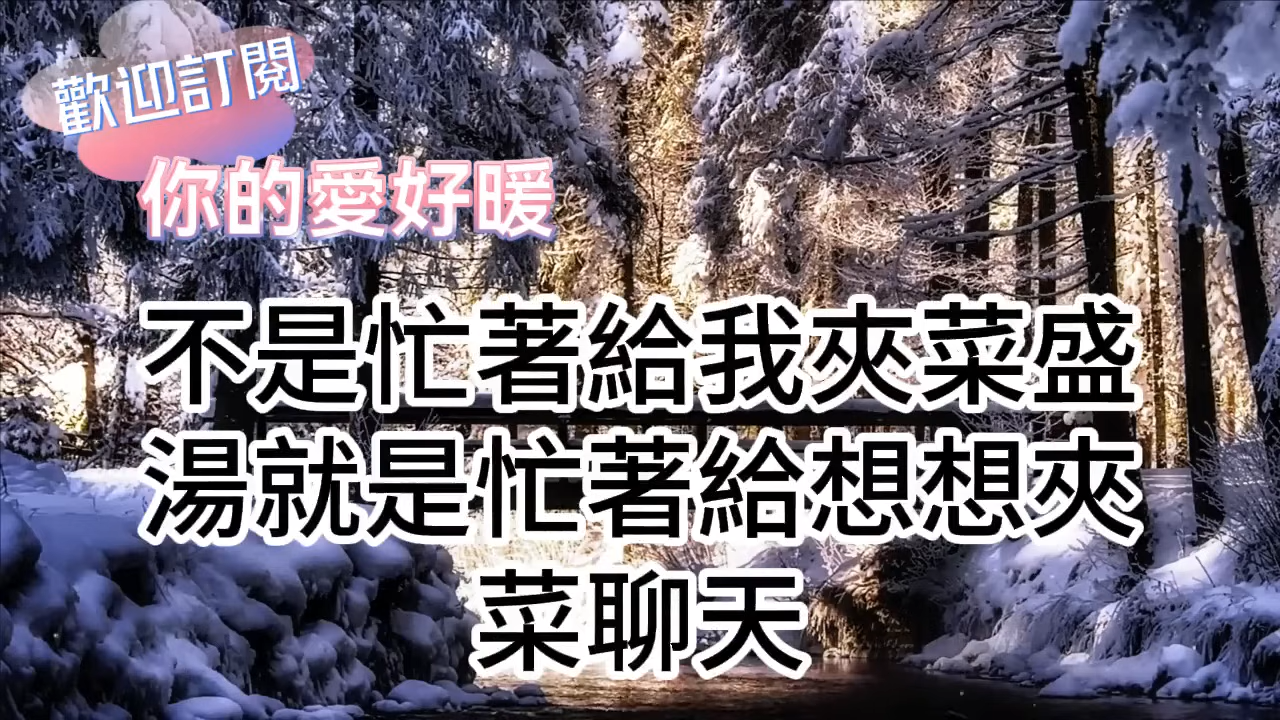 歡迎訂閱
你的愛好暖
不是忙著給我夾菜盛
湯就是忙著給想想夾
菜聊天